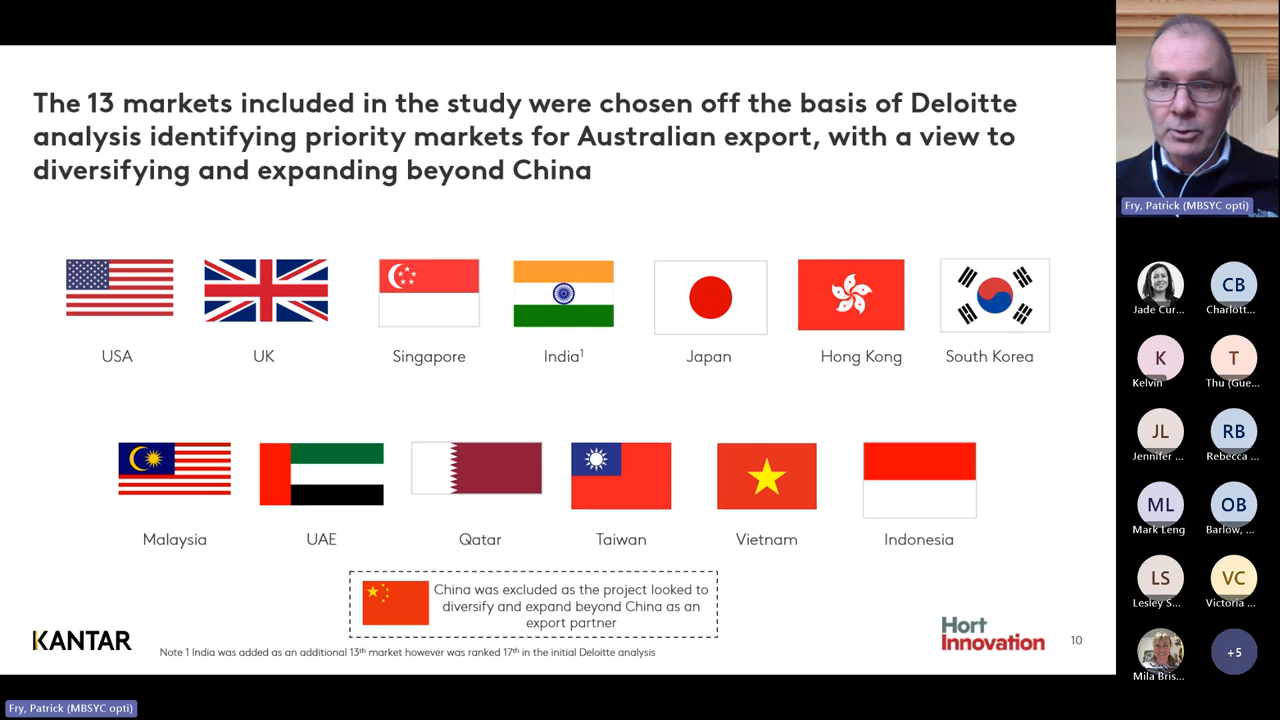 The 13 markets included in the study were chosen off the basis of Deloitte
analysis identifying priority markets for Australian export, with a view to
diversifying and expanding beyond China
USA
UK
Singapore
India¹
Japan
Hong Kong
South Korea
Malaysia
UAE
Qatar
Taiwan
Vietnam
Indonesia
China was excluded as the project looked to
diversify and expand beyond China as an
export partner
KANTAR
Note 1 India was added as an additional 13th market however was ranked 17th in the initial Deloitte analysis
Hort
Innovation
10
Fry, Patrick (MBSYC opti)
Jade Cur...
CB
Charlott...
K
Kelvin
T
Thu (Gue...
JL
Jennifer ...
RB
Rebecca ...
ML
Mark Leng
OB
Barlow, ...
LS
Lesley S...
VC
Victoria ...
Mila Bris...
+5
Fry, Patrick (MBSYC opti)